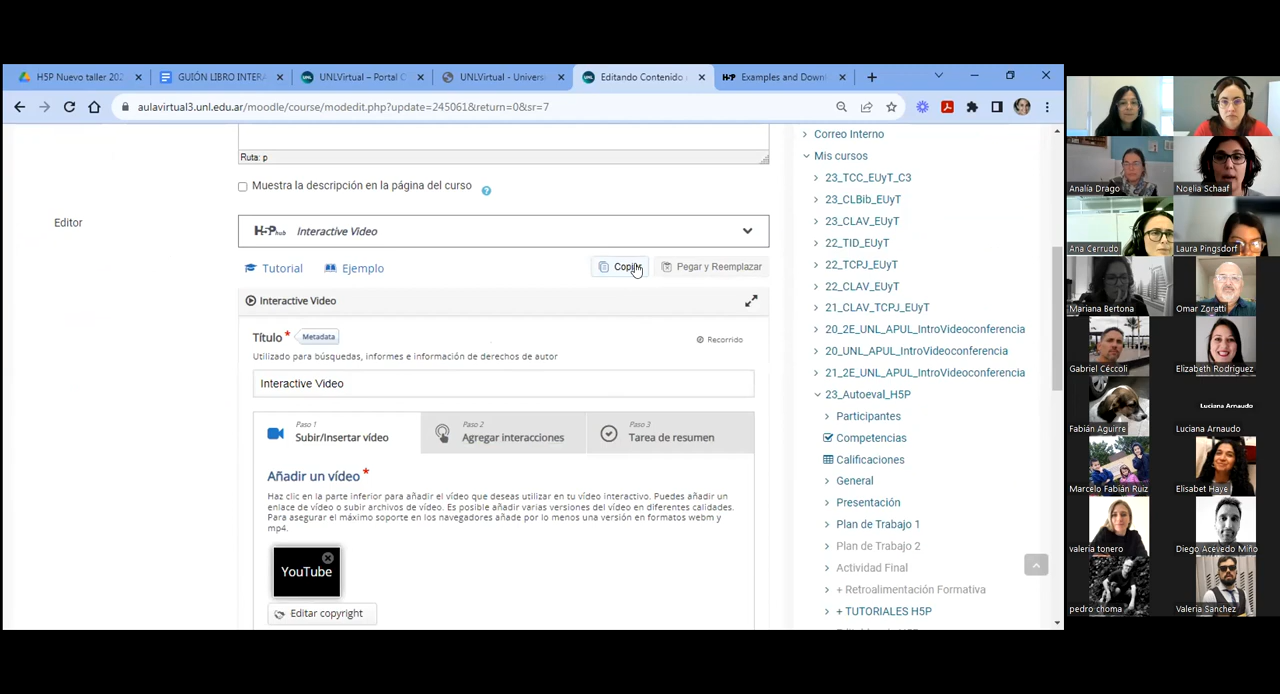 H5P Nuevo taller 202
GUIÓN LIBRO INTERA
UNLVirtual – Portal C
UNLVirtual - Univers
Editando Contenido
H-P Examples and Down
aulavirtual3.unl.edu.ar/moodle/course/modedit.php?update=245061&return=0&sr=7
Ruta: p
Muestra la descripción en la página del curso
Editor
H5P hub Interactive Video
Tutorial
Ejemplo
Copiar
Pegar y Reemplazar
Interactive Video
Título *
Metadata
Recorrido
Utilizado para búsquedas, informes e información de derechos de autor
Interactive Video
Paso 1
Subir/Insertar vídeo
Paso 2
Agregar interacciones
Paso 3
Tarea de resumen
Añadir un vídeo *
Haz clic en la parte inferior para añadir el vídeo que deseas utilizar en tu vídeo interactivo. Puedes añadir un
enlace de vídeo o subir archivos de vídeo. Es posible añadir varias versiones del vídeo en diferentes calidades.
Para asegurar el máximo soporte en los navegadores añade por lo menos una versión en formatos webm y
mp4.
YouTube
Editar copyright
Correo Interno
Mis cursos
23_TCC_EUyT_C3
23_CLBib_EUyT
23_CLAV_EUyT
22_TID_EUyT
22_TCPJ_EUyT
22_CLAV_EUyT
21_CLAV_TCPJ_EUyT
20_2E_UNL_APUL_IntroVideoconferencia
20_UNL_APUL_IntroVideoconferencia
21_2E_UNL_APUL_IntroVideoconferencia
23_Autoeval_H5P
Participantes
Competencias
Calificaciones
General
Presentación
Plan de Trabajo 1
Plan de Trabajo 2
Actividad Final
+ Retroalimentación Formativa
+ TUTORIALES H5P
Analía Drago
Noelia Schaaf
Ana Cerrudo
Laura Pingsdorf
Mariana Bertona
Omar Zoratti
Gabriel Céccoli
Elizabeth Rodriguez
Luciana Arnaudo
Fabián Aguirre
Luciana Arnaudo
Marcelo Fabián Ruiz
Elisabet Haye
valeria tonero
Diego Acevedo Miño
pedro choma
Valeria Sanchez